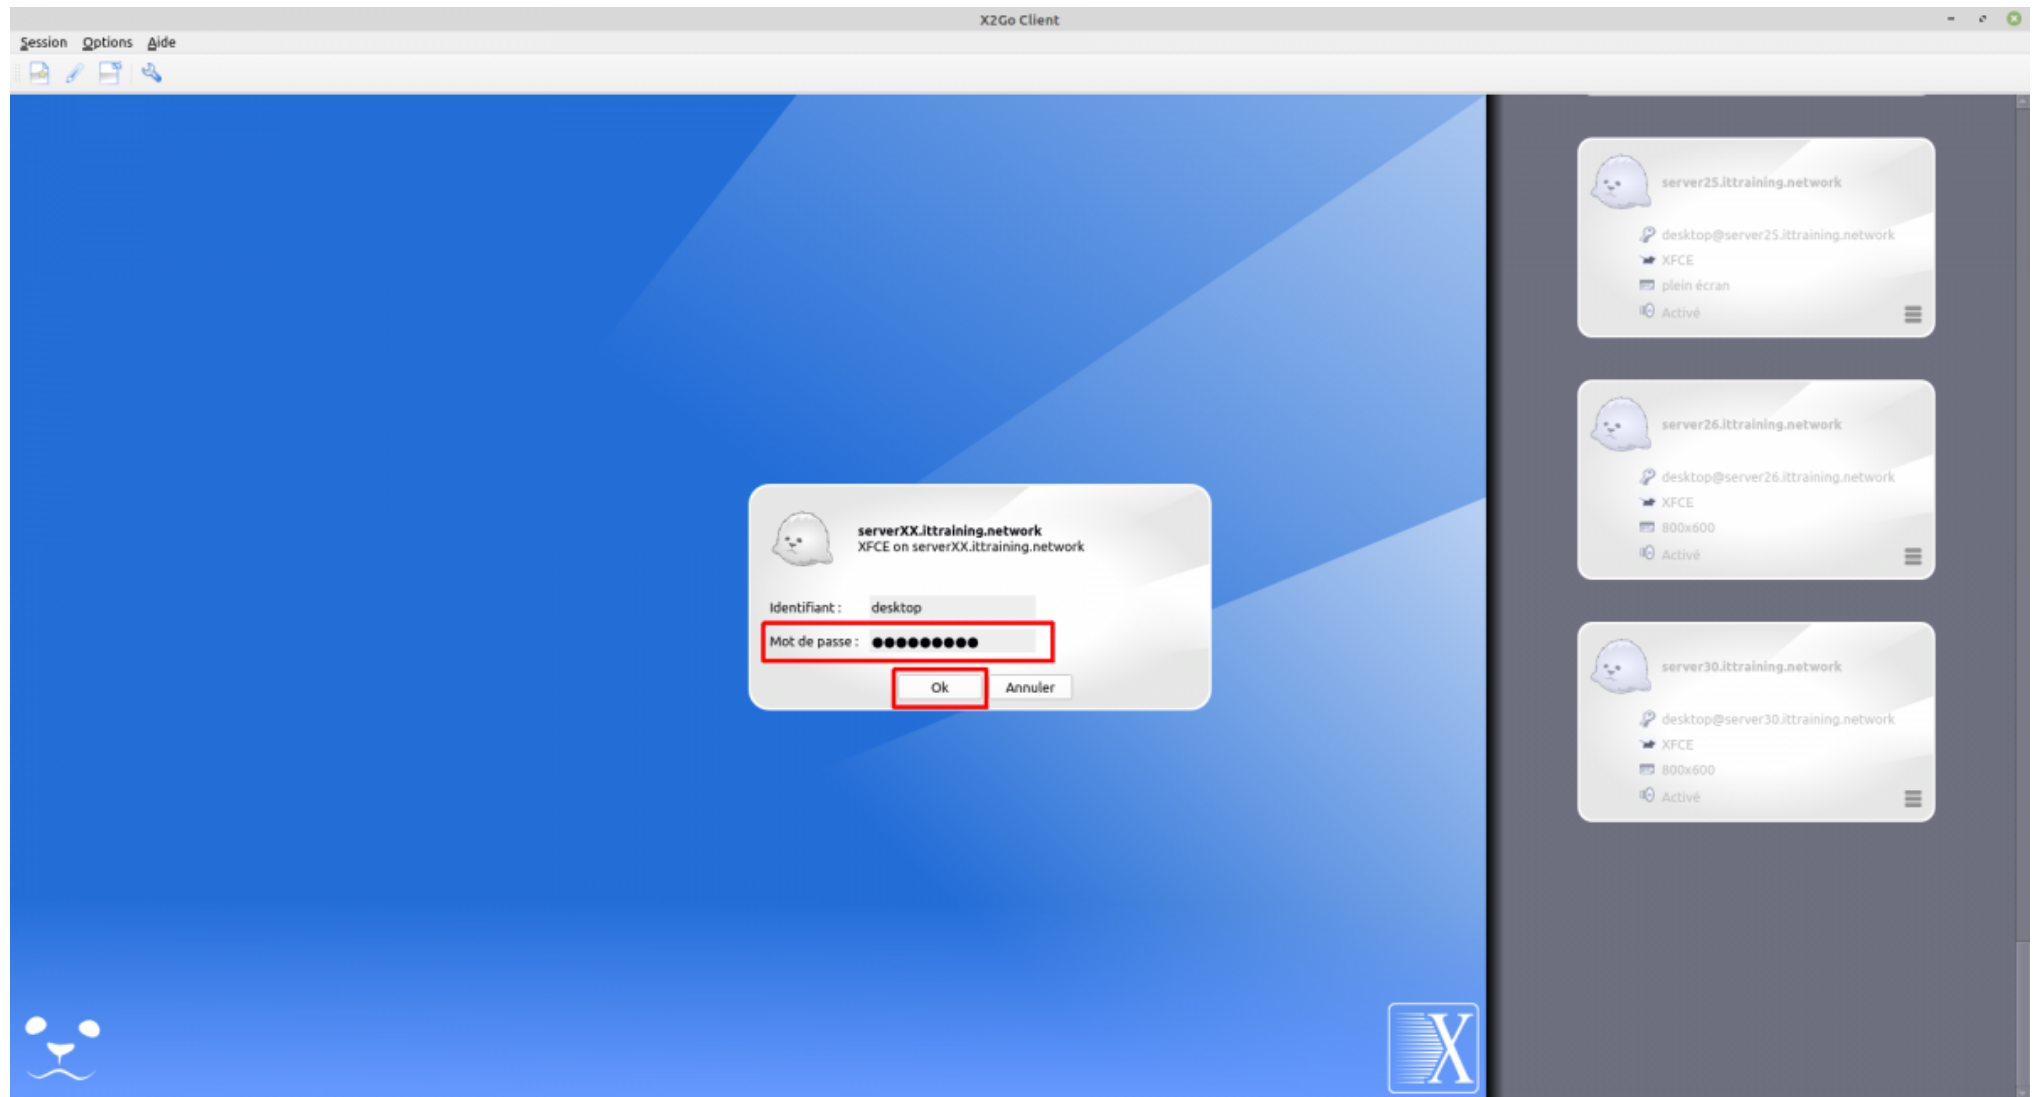 X2Go Client
Session Options Aide
server25.ittraining.network
desktop@server25.ittraining.network
XFCE
plein écran
Activé
server26.ittraining.network
desktop@server26.ittraining.network
XFCE
800x600
Activé
serverXX.ittraining.network
XFCE on serverXX.ittraining.network
Identifiant : desktop
Mot de passe : ●●●●●●●●●
Ok Annuler
server30.ittraining.network
desktop@server30.ittraining.network
XFCE
800x600
Activé
X